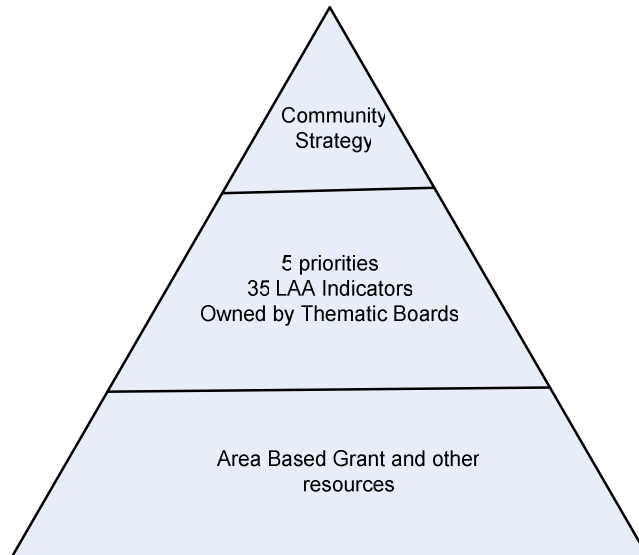 Community
Strategy
5 priorities
35 LAA Indicators
Owned by Thematic Boards
Area Based Grant and other
resources